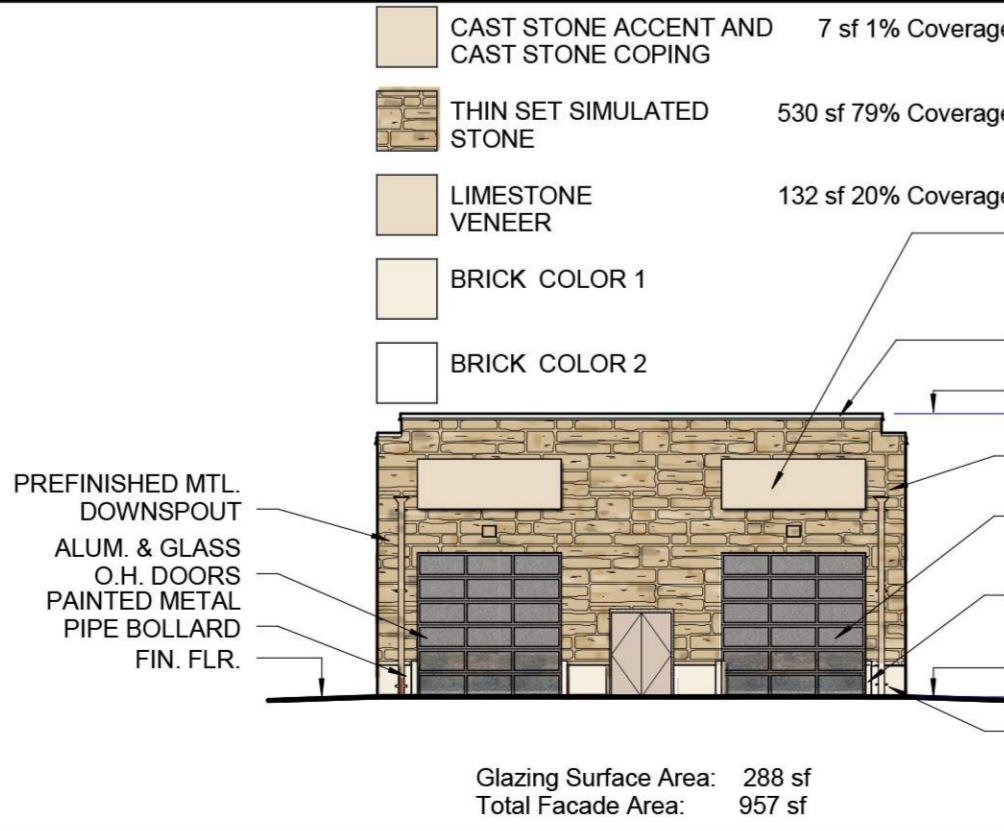 CAST STONE ACCENT AND 7 sf 1% Coverage
CAST STONE COPING
THIN SET SIMULATED 530 sf 79% Coverage
STONE
LIMESTONE 132 sf 20% Coverage
VENEER
BRICK COLOR 1
BRICK COLOR 2
PREFINISHED MTL.
DOWNSPOUT
ALUM. & GLASS
O.H. DOORS
PAINTED METAL
PIPE BOLLARD
FIN. FLR.
Glazing Surface Area: 288 sf
Total Facade Area: 957 sf